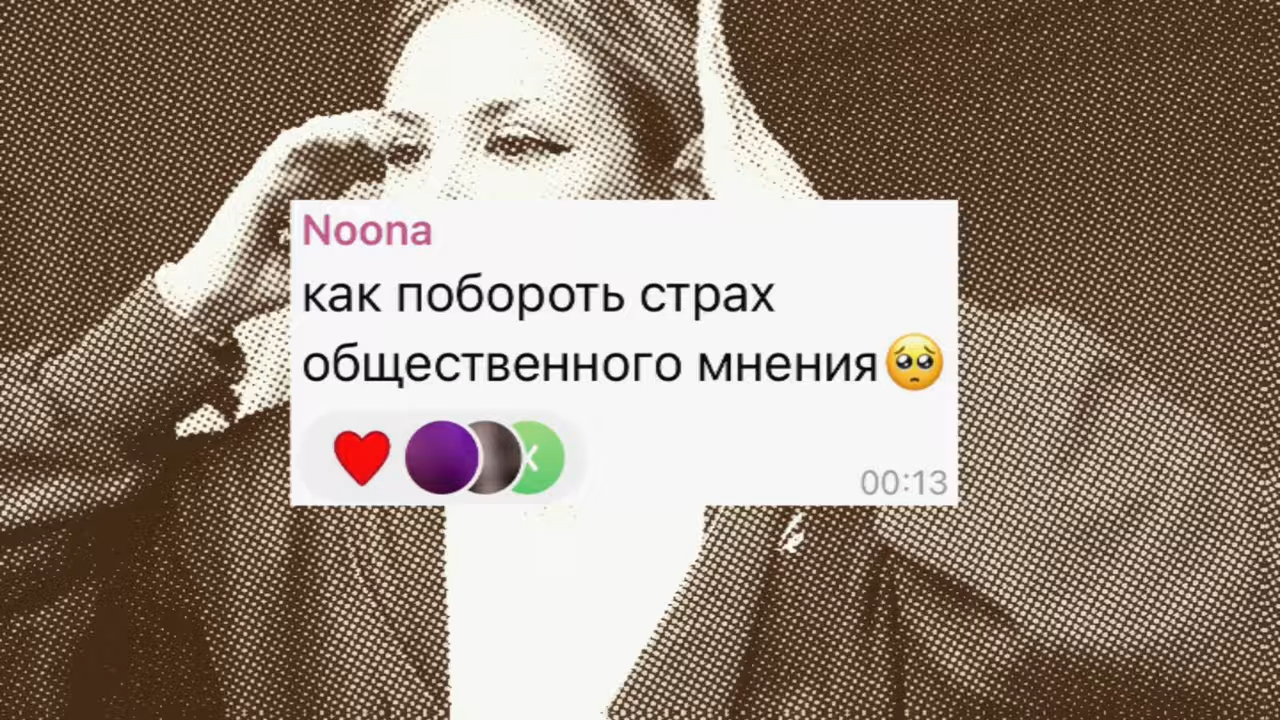 Noona
как побороть страх
общественного мнения🥺
X
00:13